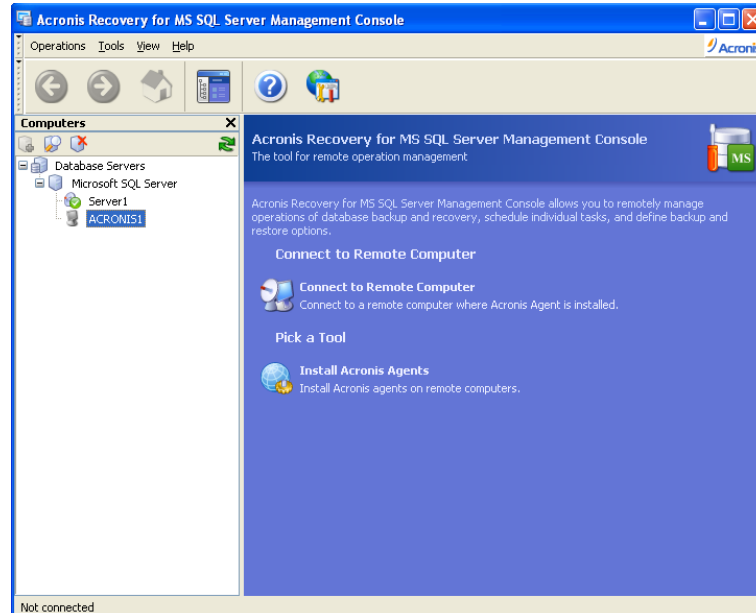 Acronis Recovery for MS SQL Server Management Console
Operations Tools View Help
Acronis
Computers
Database Servers
Microsoft SQL Server
Server1
ACRONIS1
Acronis Recovery for MS SQL Server Management Console
The tool for remote operation management
MS
Acronis Recovery for MS SQL Server Management Console allows you to remotely manage
operations of database backup and recovery, schedule individual tasks, and define backup and
restore options.
Connect to Remote Computer
Connect to Remote Computer
Connect to a remote computer where Acronis Agent is installed.
Pick a Tool
Install Acronis Agents
Install Acronis agents on remote computers.
Not connected